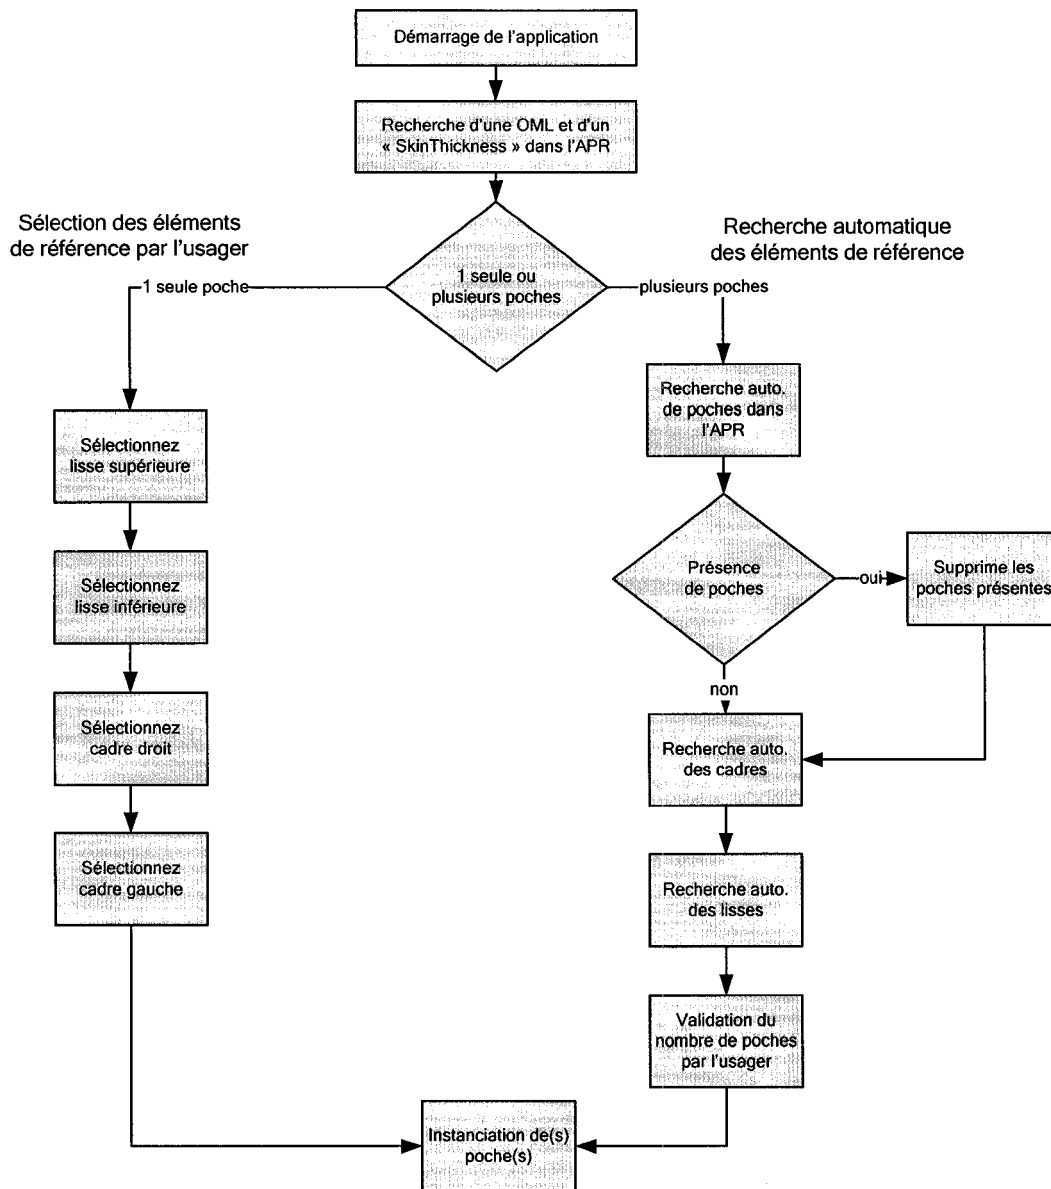 Démarrage de l'application
Recherche d'une OML et d'un
« SkinThickness » dans l'APR
Sélection des éléments
de référence par l'usager
Recherche automatique
des éléments de référence
1 seule ou
plusieurs poches
1 seule poche
plusieurs poches
Sélectionnez
lisse supérieure
Sélectionnez
lisse inférieure
Sélectionnez
cadre droit
Sélectionnez
cadre gauche
Recherche auto.
de poches dans
l'APR
Présence
de poches
oui
Supprime les
poches présentes
non
Recherche auto.
des cadres
Recherche auto.
des lisses
Validation du
nombre de poches
par l'usager
Instanciation de(s)
poche(s)